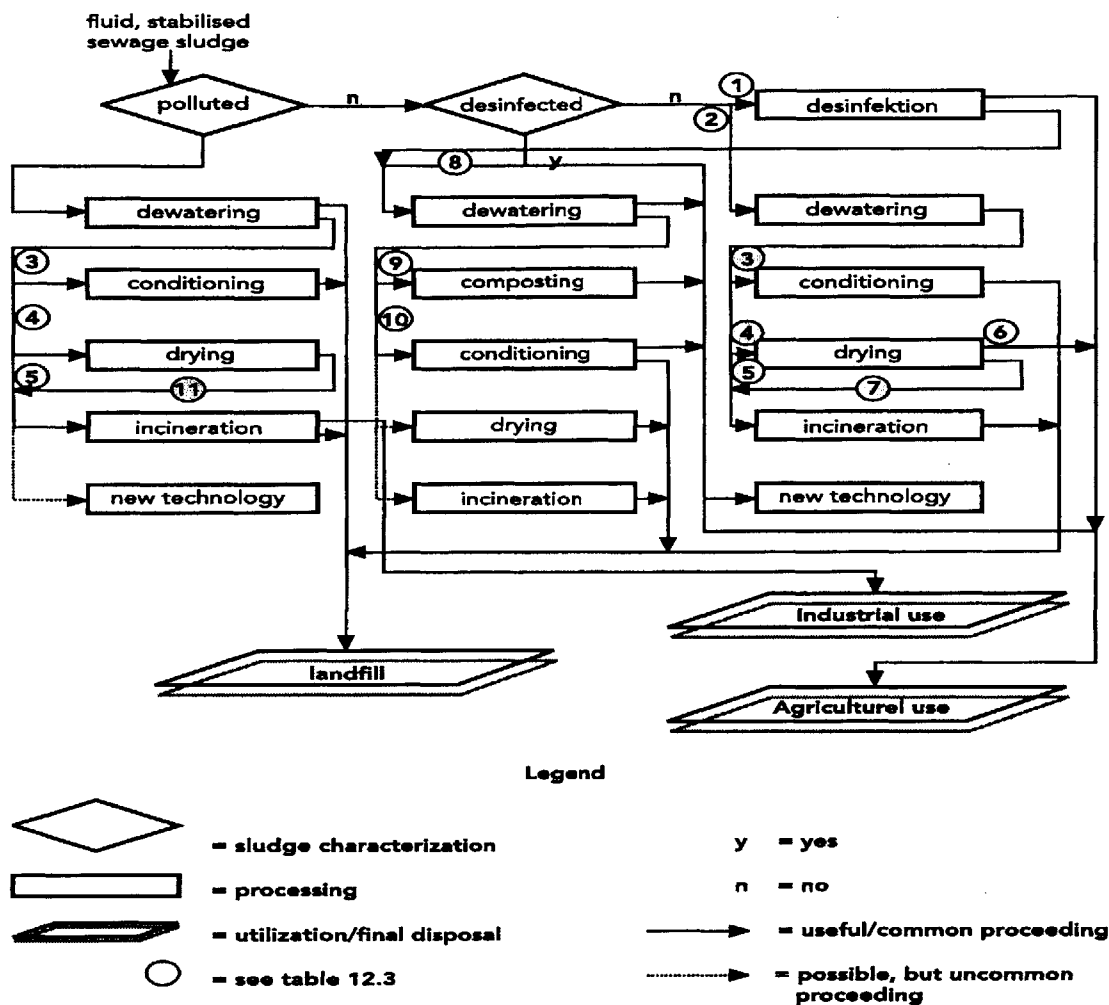 fluid, stabilised
sewage sludge
polluted
n
desinfected
n
1
desinfektion
2
8
y
dewatering
dewatering
dewatering
3
conditioning
9
composting
3
conditioning
4
drying
10
conditioning
4
drying
6
5
11
5
7
incineration
drying
incineration
new technology
incineration
new technology
Industrial use
landfill
Agriculturel use
Legend
= sludge characterization
y = yes
= processing
n = no
= utilization/final disposal
= useful/common proceeding
= see table 12.3
= possible, but uncommon
proceeding